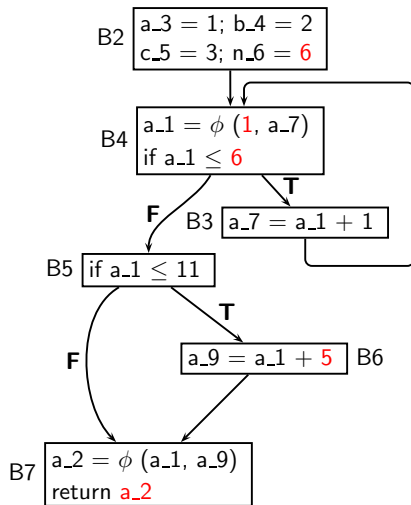 B2
a_3 = 1; b_4 = 2
c_5 = 3; n_6 = 6
B4
a_1 = ϕ (1, a_7)
if a_1 ≤ 6
T
F
B3
a_7 = a_1 + 1
B5
if a_1 ≤ 11
T
F
a_9 = a_1 + 5
B6
B7
a_2 = ϕ (a_1, a_9)
return a_2